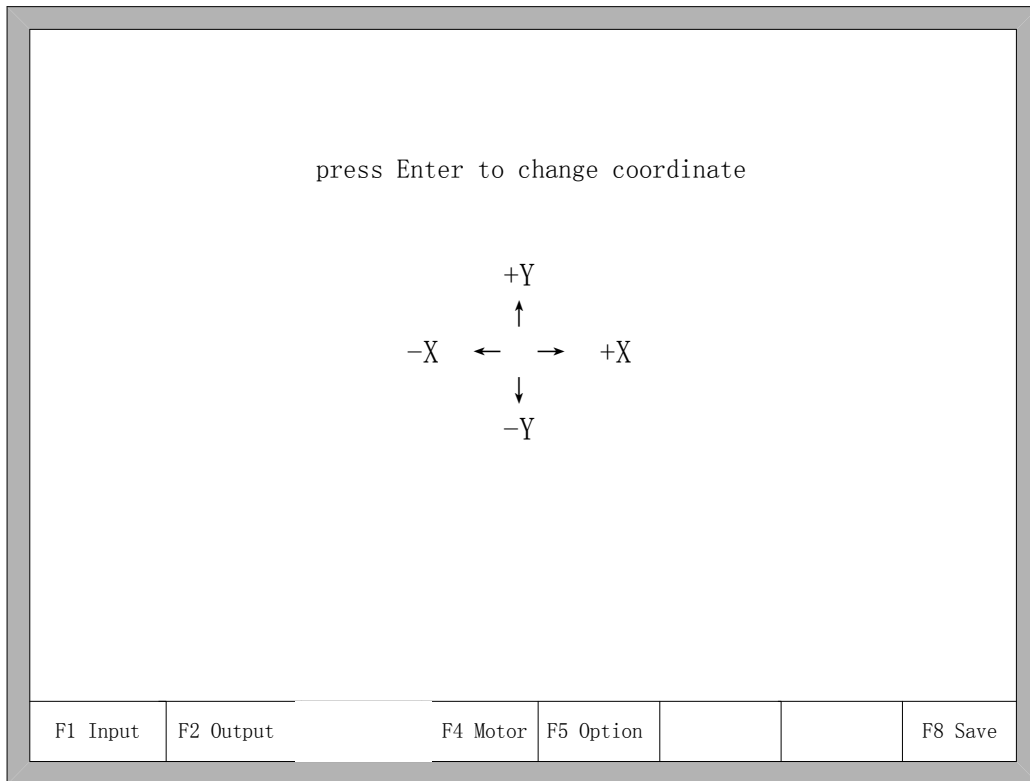 press Enter to change coordinate
+Y
-X ← → +X
-Y
F1 Input F2 Output F4 Motor F5 Option F8 Save